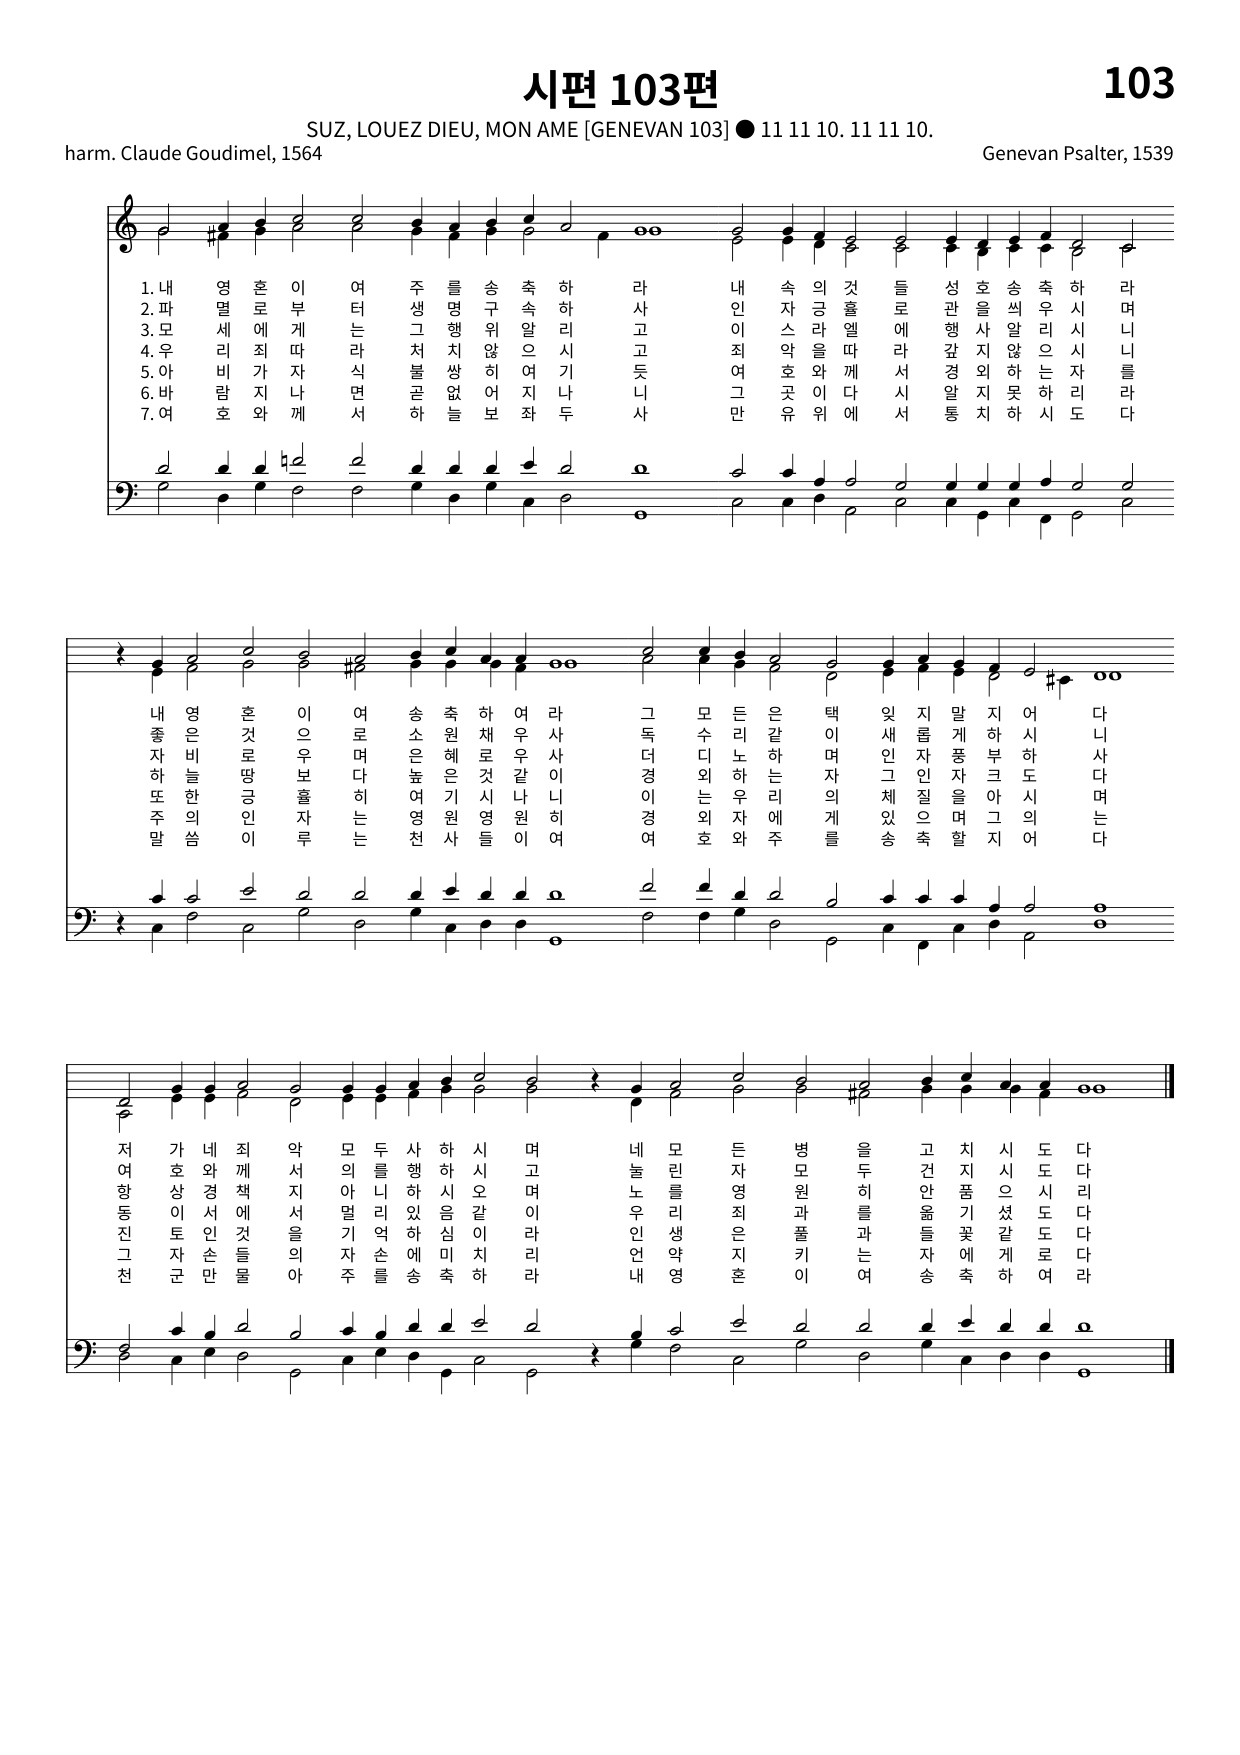 시편 103편
103
SUZ, LOUEZ DIEU, MON AME [GENEVAN 103] ● 11 11 10. 11 11 10.
harm. Claude Goudimel, 1564
Genevan Psalter, 1539
1. 내 영 혼 이 여 주 를 송 축 하 라 내 속 의 것 들 성 호 송 축 하 라
2. 파 멸 로 부 터 생 명 구 속 하 사 인 자 긍 휼 로 관 을 씌 우 시 며
3. 모 세 에 게 는 그 행 위 알 리 고 이 스 라 엘 에 행 사 알 리 시 니
4. 우 리 죄 따 라 처 치 않 으 시 고 죄 악 을 따 라 갚 지 않 으 시 니
5. 아 비 가 자 식 불 쌍 히 여 기 듯 여 호 와 께 서 경 외 하 는 자 를
6. 바 람 지 나 면 곧 없 어 지 나 니 그 곳 이 다 시 알 지 못 하 리 라
7. 여 호 와 께 서 하 늘 보 좌 두 사 만 유 위 에 서 통 치 하 시 도 다
내 영 혼 이 여 송 축 하 여 라 그 모 든 은 택 잊 지 말 지 어 다
좋 은 것 으 로 소 원 채 우 사 독 수 리 같 이 새 롭 게 하 시 니
자 비 로 우 며 은 혜 로 우 사 더 디 노 하 며 인 자 풍 부 하 사
하 늘 땅 보 다 높 은 것 같 이 경 외 하 는 자 그 인 자 크 도 다
또 한 긍 휼 히 여 기 시 나 니 이 는 우 리 의 체 질 을 아 시 며
주 의 인 자 는 영 원 영 원 히 경 외 자 에 게 있 으 며 그 의 는
말 씀 이 루 는 천 사 들 이 여 여 호 와 주 를 송 축 할 지 어 다
저 가 네 죄 악 모 두 사 하 시 며 네 모 든 병 을 고 치 시 도 다
여 호 와 께 서 의 를 행 하 시 고 눌 린 자 모 두 건 지 시 도 다
항 상 경 책 지 아 니 하 시 오 며 노 를 영 원 히 안 품 으 시 리
동 이 서 에 서 멀 리 있 음 같 이 우 리 죄 과 를 옮 기 셨 도 다
진 토 인 것 을 기 억 하 심 이 라 인 생 은 풀 과 들 꽃 같 도 다
그 자 손 들 의 자 손 에 미 치 리 언 약 지 키 는 자 에 게 로 다
천 군 만 물 아 주 를 송 축 하 라 내 영 혼 이 여 송 축 하 여 라